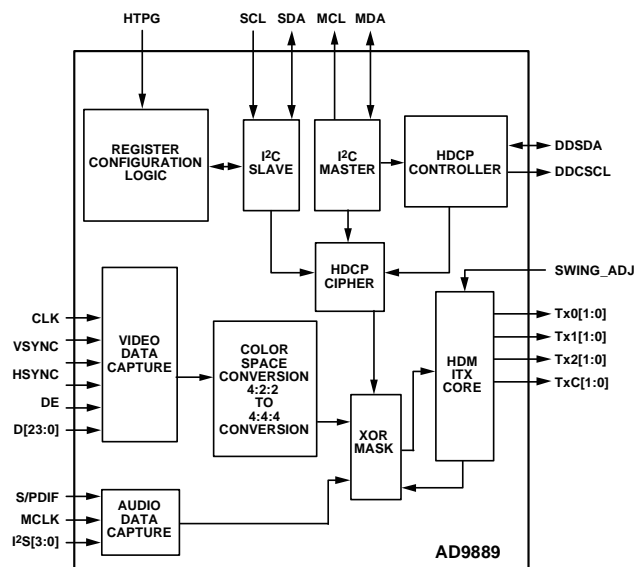 HTPG
SCL
SDA
MCL
MDA
REGISTER
CONFIGURATION
LOGIC
I²C
SLAVE
I²C
MASTER
HDCP
CONTROLLER
DDSDA
DDCSCL
HDCP
CIPHER
SWING_ADJ
CLK
VSYNC
HSYNC
DE
D[23:0]
VIDEO
DATA
CAPTURE
COLOR
SPACE
CONVERSION
4:2:2
TO
4:4:4
CONVERSION
XOR
MASK
HDM
ITX
CORE
Tx0[1:0]
Tx1[1:0]
Tx2[1:0]
TxC[1:0]
S/PDIF
MCLK
I²S[3:0]
AUDIO
DATA
CAPTURE
AD9889